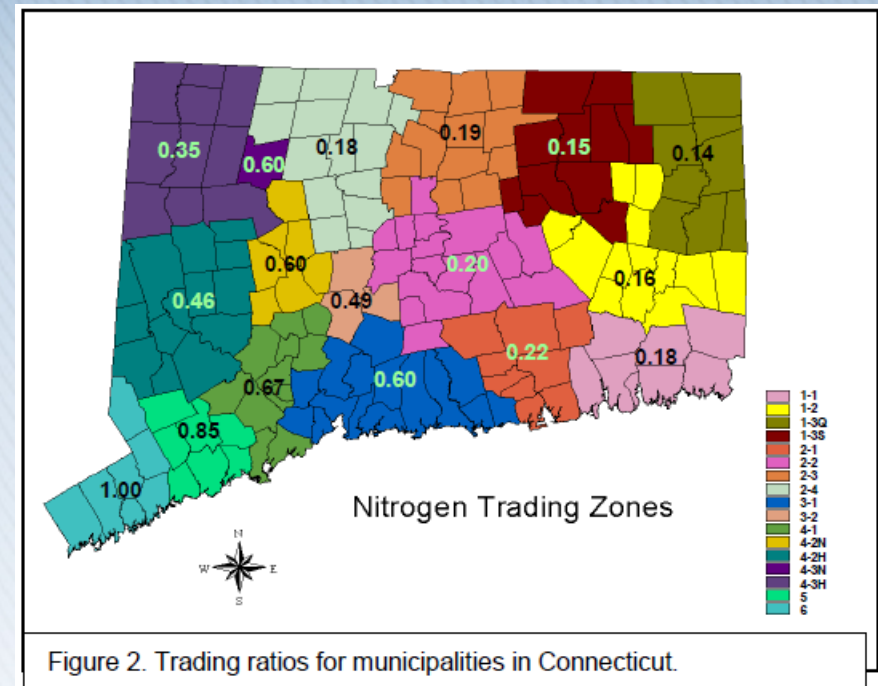 0.35
0.60
0.18
0.19
0.15
0.14
0.60
0.20
0.16
0.46
0.49
0.22
0.18
0.67
0.60
0.85
1.00
Nitrogen Trading Zones
N
W E
S
1-1
1-2
1-3Q
1-3S
2-1
2-2
2-3
2-4
3-1
3-2
4-1
4-2N
4-2H
4-3N
4-3H
5
6
Figure 2. Trading ratios for municipalities in Connecticut.